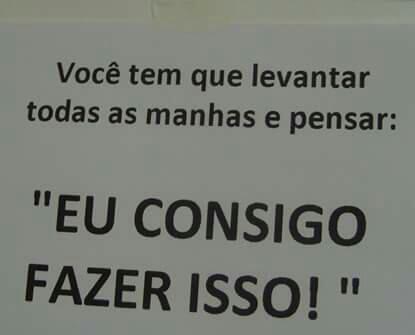 Você tem que levantar
todas as manhas e pensar:
"EU CONSIGO
FAZER ISSO! "